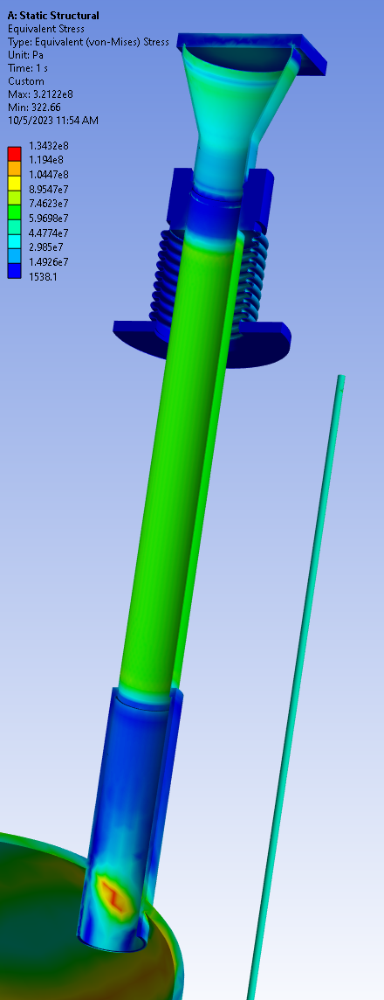 A: Static Structural
Equivalent Stress
Type: Equivalent (von-Mises) Stress
Unit: Pa
Time: 1 s
Custom
Max: 3.2122e8
Min: 322.66
10/5/2023 11:54 AM
1.3432e8
1.194e8
1.0447e8
8.9547e7
7.4623e7
5.9698e7
4.4774e7
2.985e7
1.4926e7
1538.1